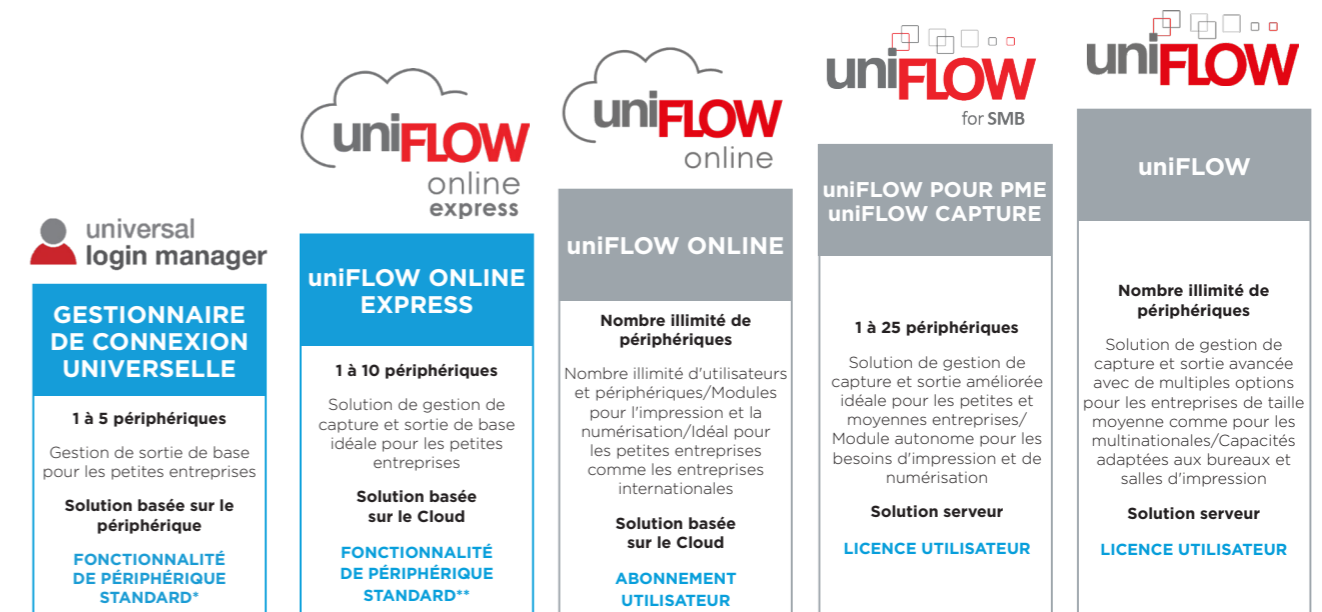 universal
login manager
GESTIONNAIRE
DE CONNEXION
UNIVERSELLE
1 à 5 périphériques
Gestion de sortie de base
pour les petites entreprises
Solution basée sur le
périphérique
FONCTIONNALITÉ
DE PÉRIPHÉRIQUE
STANDARD*
uniFLOW
online
express
uniFLOW ONLINE
EXPRESS
1 à 10 périphériques
Solution de gestion de
capture et sortie de base
idéale pour les petites
entreprises
Solution basée
sur le Cloud
FONCTIONNALITÉ
DE PÉRIPHÉRIQUE
STANDARD**
uniFLOW
online
uniFLOW ONLINE
Nombre illimité de
périphériques
Nombre illimité d'utilisateurs
et périphériques/Modules
pour l'impression et la
numérisation/Idéal pour
les petites entreprises
comme les entreprises
internationales
Solution basée
sur le Cloud
ABONNEMENT
UTILISATEUR
uniFLOW
for SMB
uniFLOW POUR PME
uniFLOW CAPTURE
1 à 25 périphériques
Solution de gestion de
capture et sortie améliorée
idéale pour les petites et
moyennes entreprises/
Module autonome pour les
besoins d'impression et de
numérisation
Solution serveur
LICENCE UTILISATEUR
uniFLOW
uniFLOW
Nombre illimité de
périphériques
Solution de gestion de
capture et sortie avancée
avec de multiples options
pour les entreprises de taille
moyenne comme pour les
multinationales/Capacités
adaptées aux bureaux et
salles d'impression
Solution serveur
LICENCE UTILISATEUR